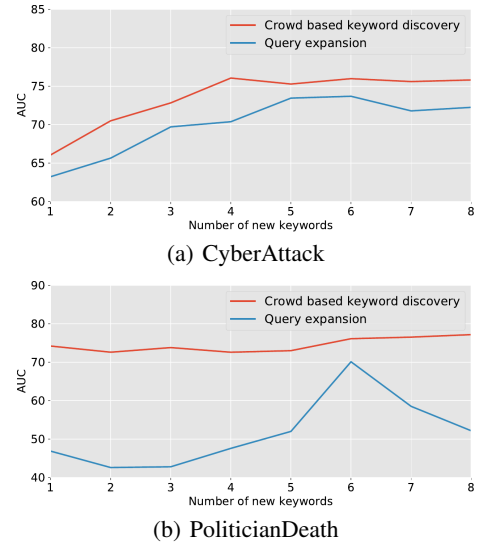 85
80
75
70
65
60
AUC
Crowd based keyword discovery
Query expansion
1 2 3 4 5 6 7 8
Number of new keywords
(a) CyberAttack
90
80
70
60
50
40
AUC
Crowd based keyword discovery
Query expansion
1 2 3 4 5 6 7 8
Number of new keywords
(b) PoliticianDeath